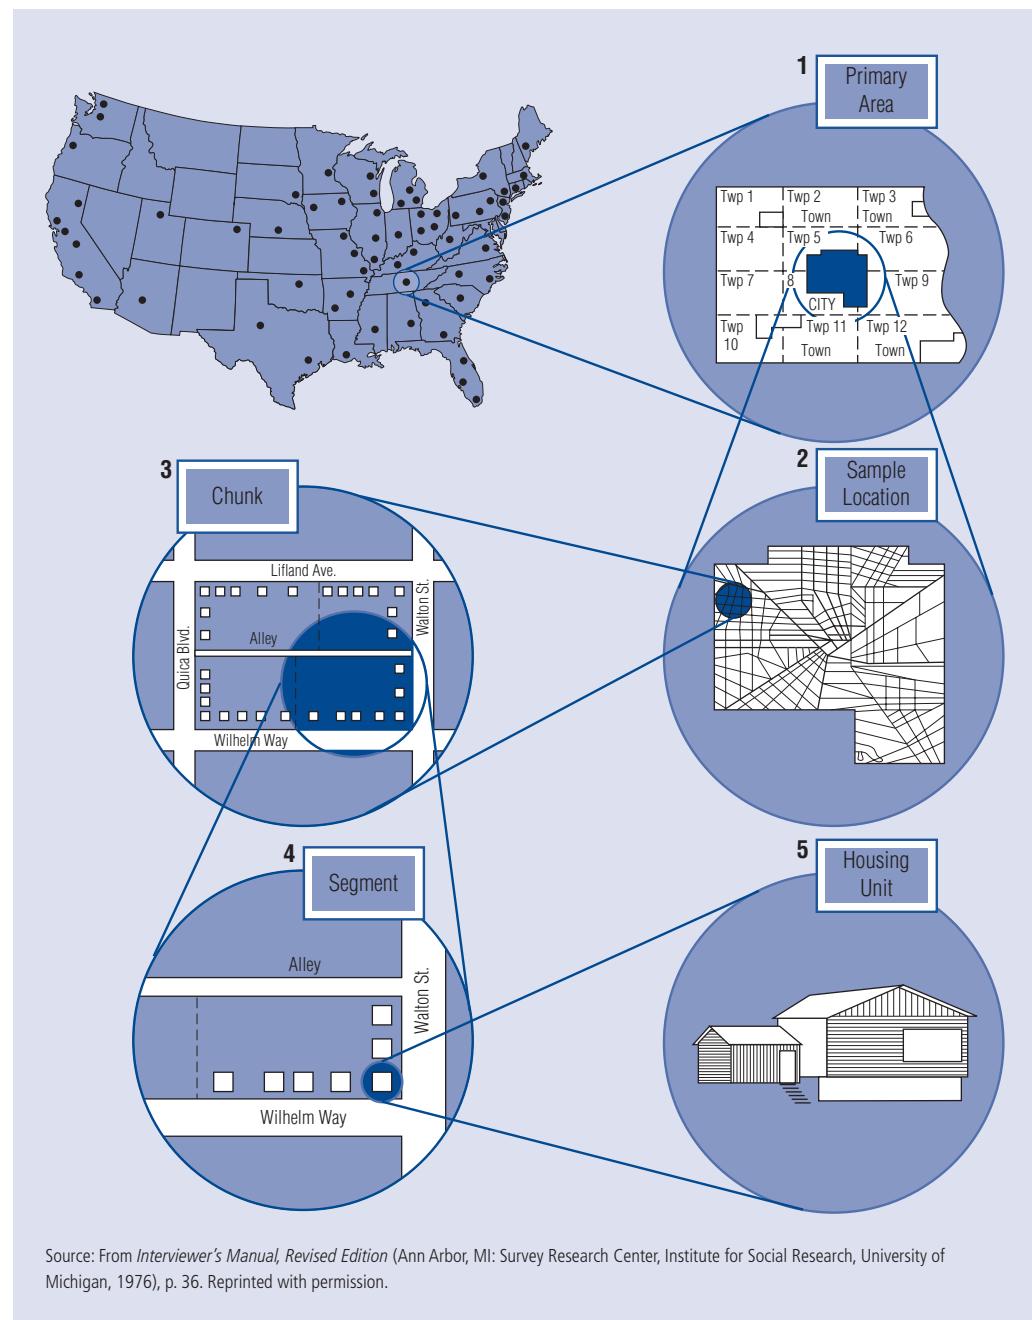 1
Primary
Area
Twp 1
Twp 2
Twp 3
Town
Town
Twp 4
Twp 5
Twp 6
Twp 7
8
Twp 9
CITY
Twp
10
Twp 11
Twp 12
Town
Town
2
Sample
Location
3
Chunk
Lifland Ave.
Quica Blvd.
Walton St.
Alley
Wilhelm Way
4
Segment
Alley
Walton St.
Wilhelm Way
5
Housing
Unit
Source: From Interviewer's Manual, Revised Edition (Ann Arbor, MI: Survey Research Center, Institute for Social Research, University of
Michigan, 1976), p. 36. Reprinted with permission.